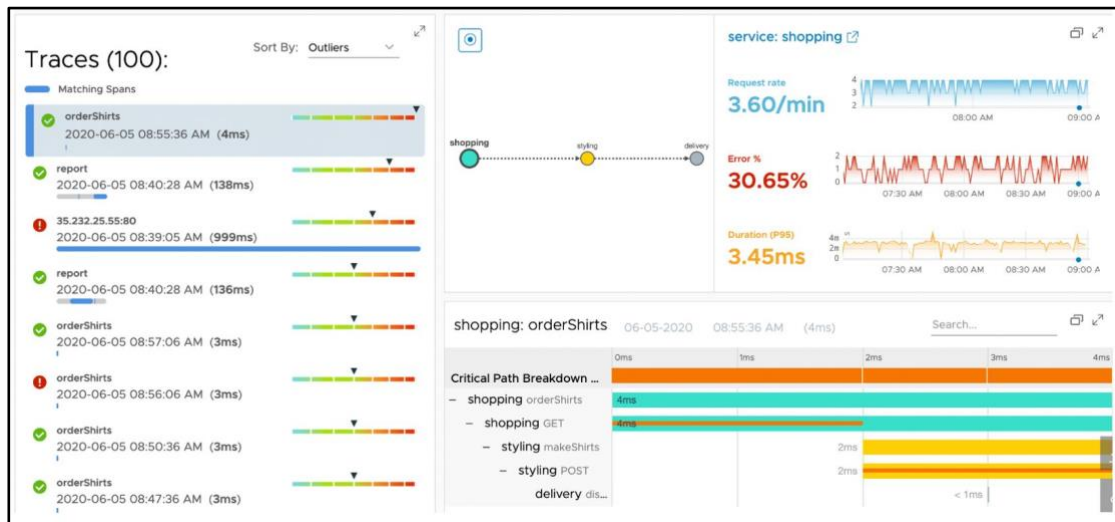 Traces (100):
Sort By: Outliers
Matching Spans
orderShirts
2020-06-05 08:55:36 AM (4ms)
report
2020-06-05 08:40:28 AM (138ms)
35.232.25.55:80
2020-06-05 08:39:05 AM (999ms)
report
2020-06-05 08:40:28 AM (136ms)
orderShirts
2020-06-05 08:57:06 AM (3ms)
orderShirts
2020-06-05 08:56:06 AM (3ms)
orderShirts
2020-06-05 08:50:36 AM (3ms)
orderShirts
2020-06-05 08:47:36 AM (3ms)
shopping
styling
delivery
service: shopping
Request rate
3.60/min
4
3
2
08:00 AM
09:00 A
Error %
30.65%
2
1
0
07:30 AM 08:00 AM 08:30 AM 09:00 A
Duration (P95)
3.45ms
4m
2m
0
07:30 AM 08:00 AM 08:30 AM 09:00 A
shopping: orderShirts 06-05-2020 08:55:36 AM (4ms)
Search...
0ms 1ms 2ms 3ms 4ms
Critical Path Breakdown ...
– shopping orderShirts 4ms
– shopping GET 4ms
– styling makeShirts 2ms
– styling POST 2ms
delivery dis... < 1ms